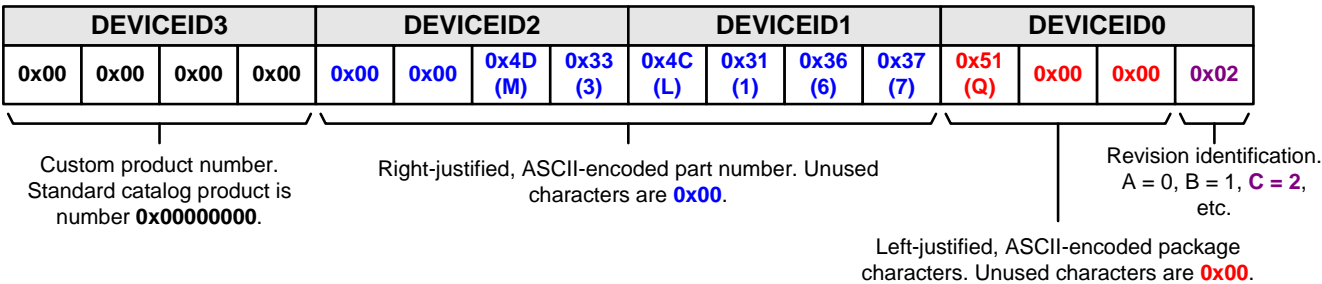 DEVICEID3 DEVICEID2 DEVICEID1 DEVICEID0
0x00 0x00 0x00 0x00 0x00 0x00 0x4D (M) 0x33 (3) 0x4C (L) 0x31 (1) 0x36 (6) 0x37 (7) 0x51 (Q) 0x00 0x00 0x02
Custom product number.
Standard catalog product is
number 0x00000000.
Right-justified, ASCII-encoded part number. Unused
characters are 0x00.
Revision identification.
A = 0, B = 1, C = 2,
etc.
Left-justified, ASCII-encoded package
characters. Unused characters are 0x00.